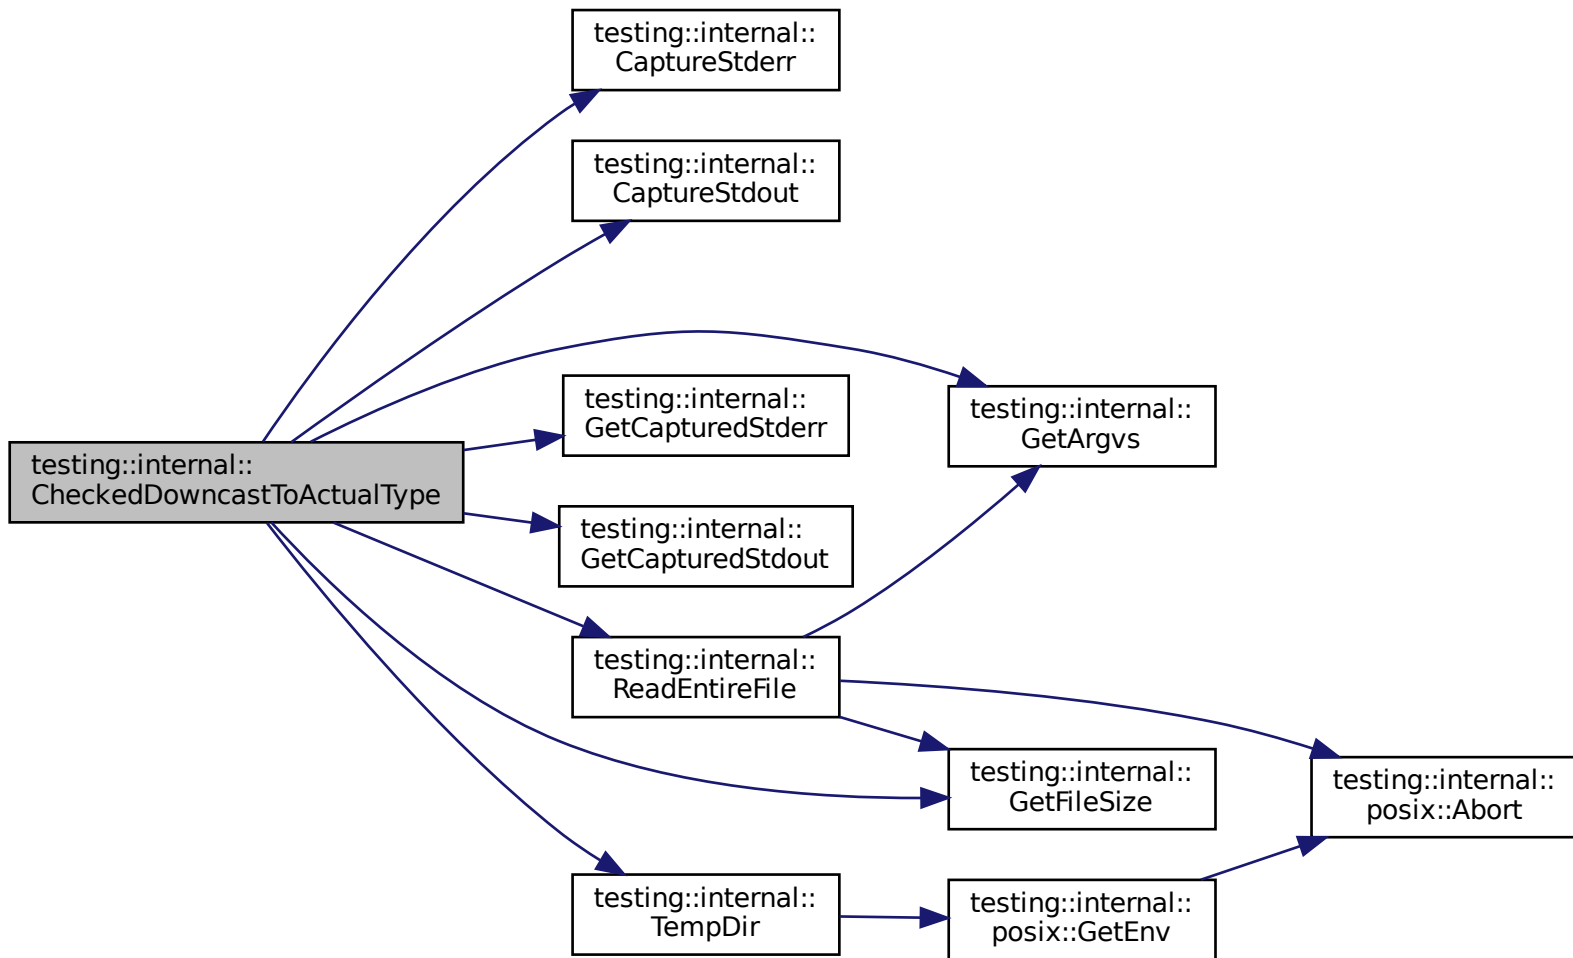 testing::internal::
CaptureStderr
testing::internal::
CaptureStdout
testing::internal::
GetCapturedStderr
testing::internal::
GetArgvs
testing::internal::
CheckedDowncastToActualType
testing::internal::
GetCapturedStdout
testing::internal::
ReadEntireFile
testing::internal::
GetFileSize
testing::internal::
posix::Abort
testing::internal::
TempDir
testing::internal::
posix::GetEnv